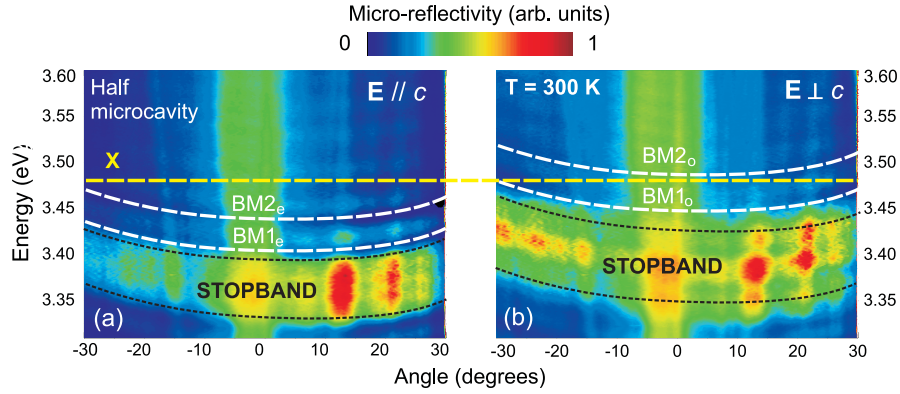 Micro-reflectivity (arb. units)
0 1
Half microcavity
E // c
T = 300 K
E ⊥ c
X
BM2e
BM1e
STOPBAND
(a)
BM2o
BM1o
STOPBAND
(b)
3.60
3.55
3.50
3.45
3.40
3.35
Energy (eV)
3.60
3.55
3.50
3.45
3.40
3.35
-30 -20 -10 0 10 20 30
-30 -20 -10 0 10 20 30
Angle (degrees)